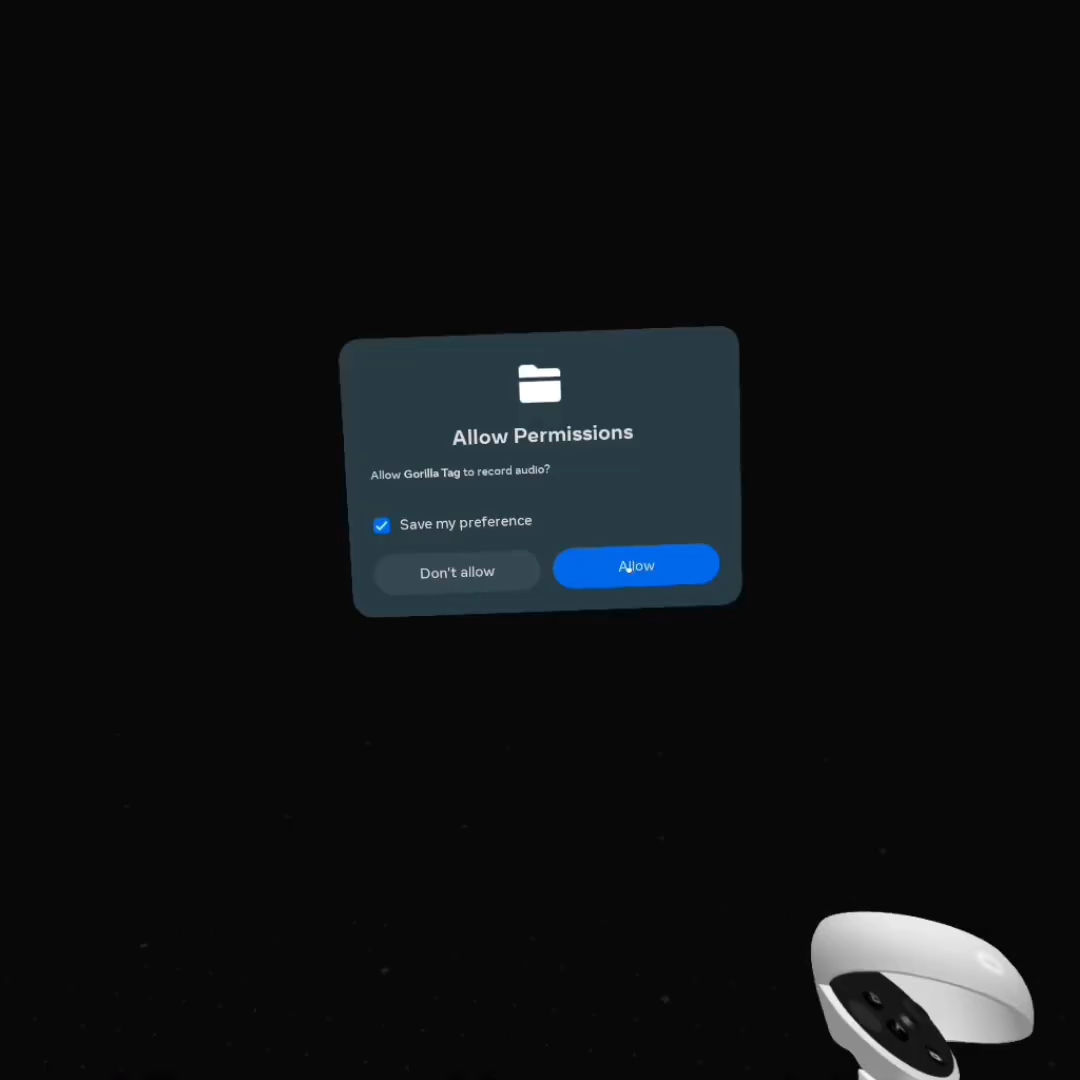 Allow Permissions
Allow Gorilla Tag to record audio?
Save my preference
Don't allow
Allow